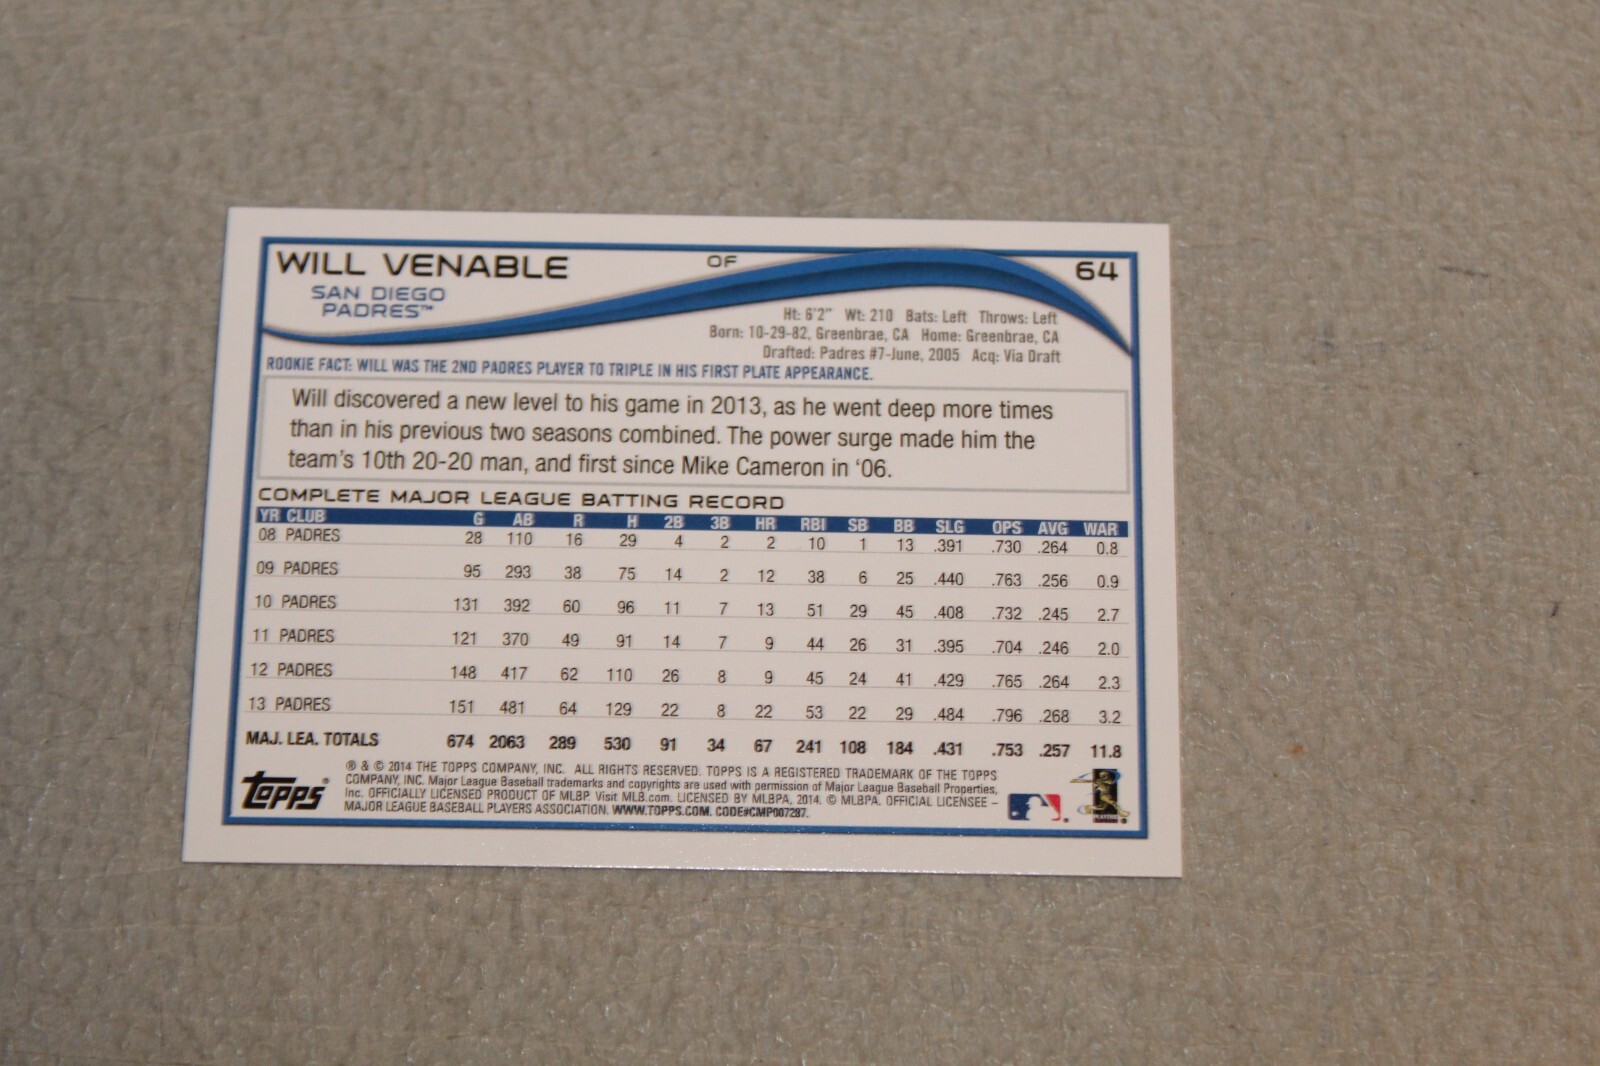 WILL VENABLE OF 64
SAN DIEGO
PADRES™
Ht: 6'2" Wt: 210 Bats: Left Throws: Left
Born: 10-29-82, Greenbrae, CA Home: Greenbrae, CA
Drafted: Padres #7-June, 2005 Acq: Via Draft
ROOKIE FACT: WILL WAS THE 2ND PADRES PLAYER TO TRIPLE IN HIS FIRST PLATE APPEARANCE.
Will discovered a new level to his game in 2013, as he went deep more times
than in his previous two seasons combined. The power surge made him the
team's 10th 20-20 man, and first since Mike Cameron in '06.
COMPLETE MAJOR LEAGUE BATTING RECORD
YR CLUB G AB R H 2B 3B HR RBI SB BB SLG OPS AVG WAR
08 PADRES 28 110 16 29 4 2 2 10 1 13 .391 .730 .264 0.8
09 PADRES 95 293 38 75 14 2 12 38 6 25 .440 .763 .256 0.9
10 PADRES 131 392 60 96 11 7 13 51 29 45 .408 .732 .245 2.7
11 PADRES 121 370 49 91 14 7 9 44 26 31 .395 .704 .246 2.0
12 PADRES 148 417 62 110 26 8 9 45 24 41 .429 .765 .264 2.3
13 PADRES 151 481 64 129 22 8 22 53 22 29 .484 .796 .268 3.2
MAJ. LEA. TOTALS 674 2063 289 530 91 34 67 241 108 184 .431 .753 .257 11.8
® & © 2014 THE TOPPS COMPANY, INC. ALL RIGHTS RESERVED. TOPPS IS A REGISTERED TRADEMARK OF THE TOPPS
COMPANY, INC. Major League Baseball trademarks and copyrights are used with permission of Major League Baseball Properties,
Inc. OFFICIALLY LICENSED PRODUCT OF MLBP. Visit MLB.com. LICENSED BY MLBPA, 2014. © MLBPA. OFFICIAL LICENSEE –
MAJOR LEAGUE BASEBALL PLAYERS ASSOCIATION. WWW.TOPPS.COM. CODE#CMP007287.
Topps®